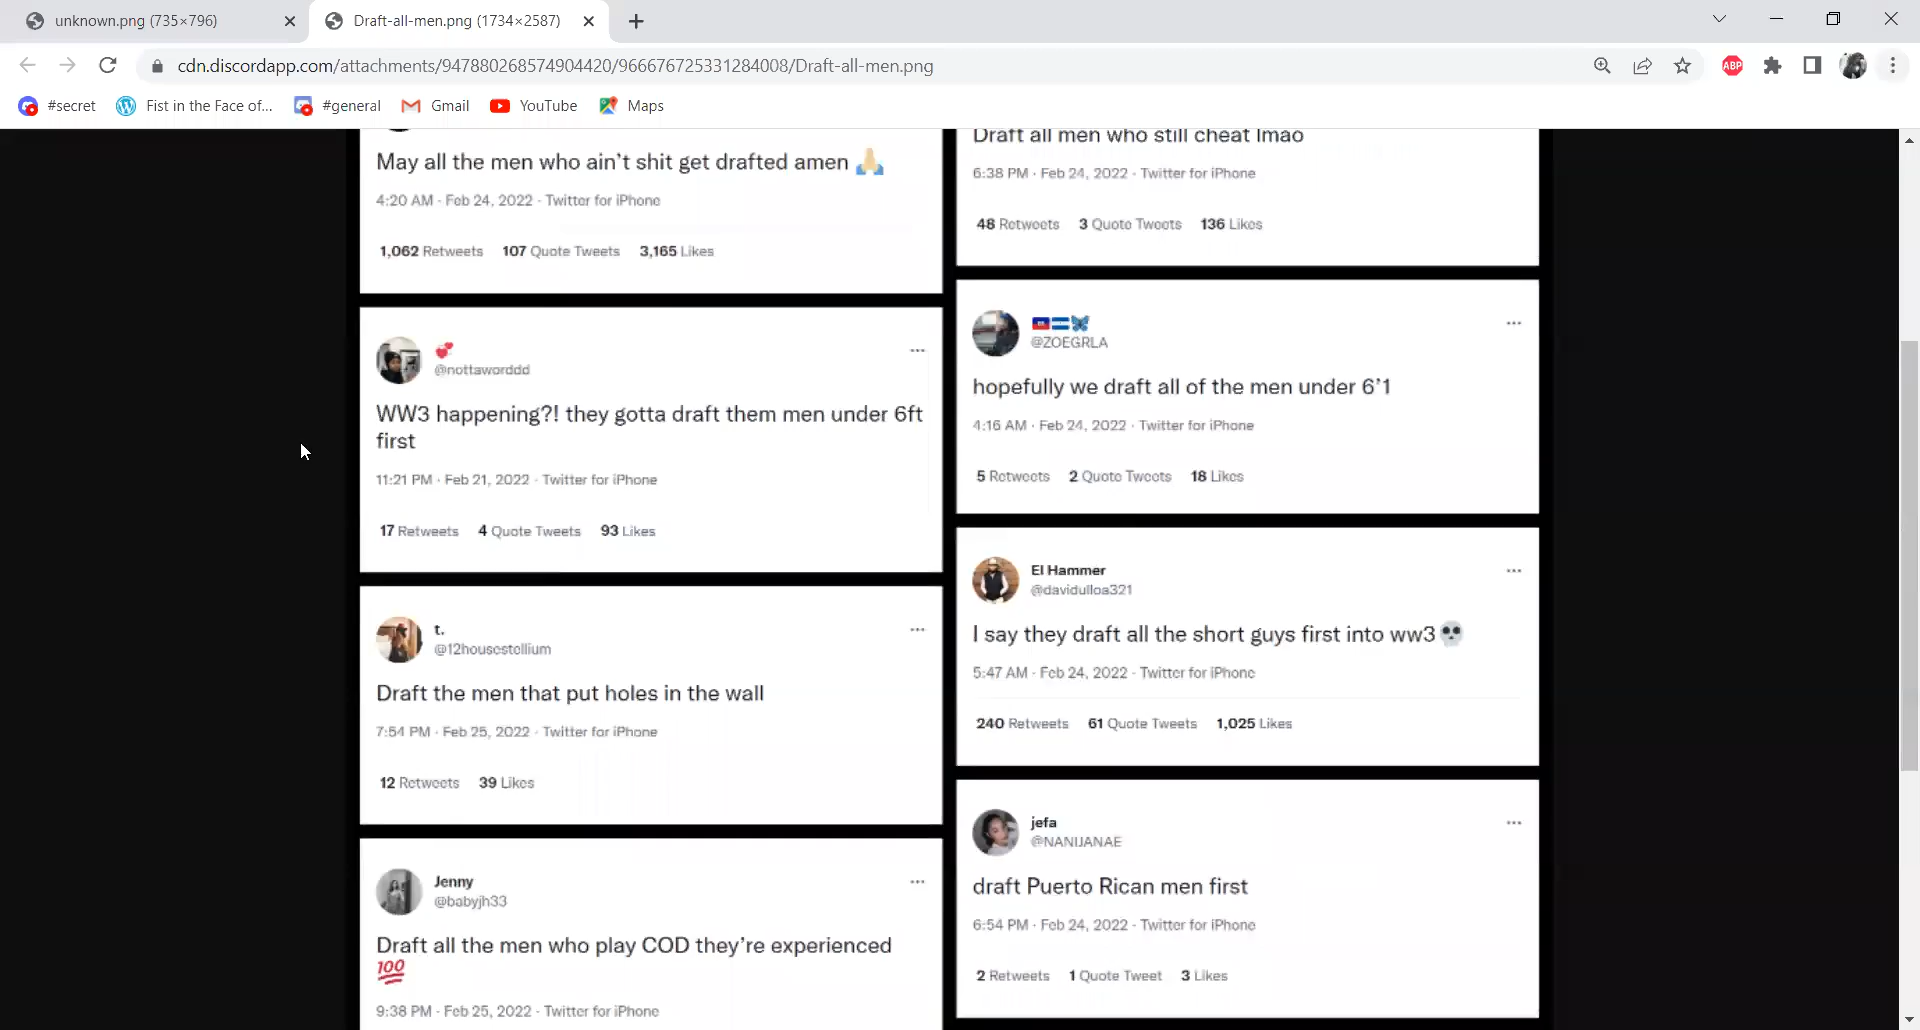 unknown.png (735×796)
Draft-all-men.png (1734×2587)
cdn.discordapp.com/attachments/947880268574904420/966676725331284008/Draft-all-men.png
ABP
#secret
Fist in the Face of...
#general
Gmail
YouTube
Maps
May all the men who ain't shit get drafted amen 🙏🏼
4:20 AM · Feb 24, 2022 · Twitter for iPhone
1,062 Retweets 107 Quote Tweets 3,165 Likes
💞
@nottaworddd
WW3 happening?! they gotta draft them men under 6ft
first
11:21 PM · Feb 21, 2022 · Twitter for iPhone
17 Retweets 4 Quote Tweets 93 Likes
t.
@12housestellium
Draft the men that put holes in the wall
7:54 PM · Feb 25, 2022 · Twitter for iPhone
12 Retweets 39 Likes
Jenny
@babyjh33
Draft all the men who play COD they're experienced
💯
9:38 PM · Feb 25, 2022 · Twitter for iPhone
Draft all men who still cheat lmao
6:38 PM · Feb 24, 2022 · Twitter for iPhone
48 Retweets 3 Quote Tweets 136 Likes
🇭🇹🇭🇳🦋
@ZOEGRLA
hopefully we draft all of the men under 6'1
4:16 AM · Feb 24, 2022 · Twitter for iPhone
5 Retweets 2 Quote Tweets 18 Likes
El Hammer
@davidulloa321
I say they draft all the short guys first into ww3💀
5:47 AM · Feb 24, 2022 · Twitter for iPhone
240 Retweets 61 Quote Tweets 1,025 Likes
jefa
@NANIJANAE
draft Puerto Rican men first
6:54 PM · Feb 24, 2022 · Twitter for iPhone
2 Retweets 1 Quote Tweet 3 Likes